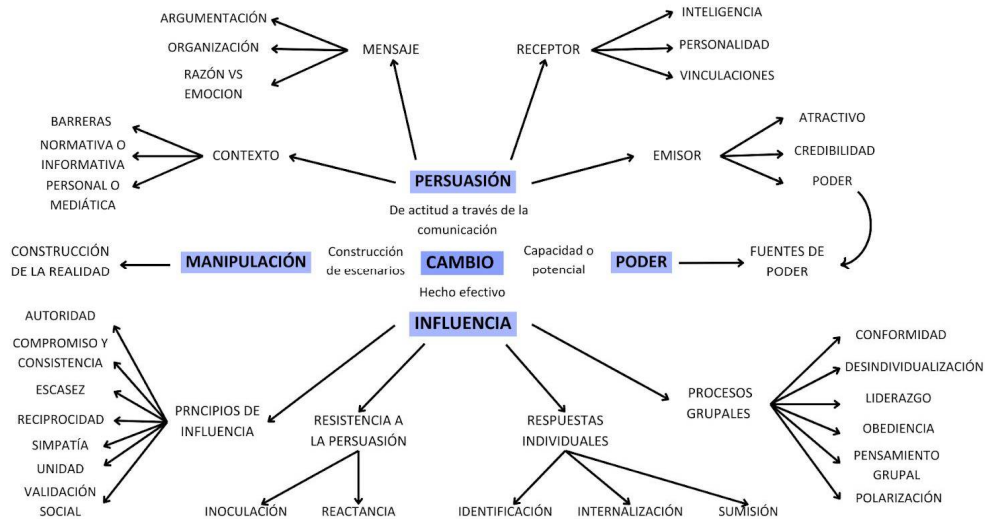 ARGUMENTACIÓN
ORGANIZACIÓN
RAZÓN VS
EMOCION
MENSAJE
RECEPTOR
INTELIGENCIA
PERSONALIDAD
VINCULACIONES
BARRERAS
NORMATIVA O
INFORMATIVA
PERSONAL O
MEDIÁTICA
CONTEXTO
EMISOR
ATRACTIVO
CREDIBILIDAD
PODER
PERSUASIÓN
De actitud a través de la
comunicación
CONSTRUCCIÓN
DE LA REALIDAD
MANIPULACIÓN
Construcción
de escenarios
CAMBIO
Capacidad o
potencial
PODER
FUENTES DE
PODER
Hecho efectivo
INFLUENCIA
AUTORIDAD
COMPROMISO Y
CONSISTENCIA
ESCASEZ
RECIPROCIDAD
SIMPATÍA
UNIDAD
VALIDACIÓN
SOCIAL
PRNCIPIOS DE
INFLUENCIA
RESISTENCIA A
LA PERSUASIÓN
INOCULACIÓN
REACTANCIA
RESPUESTAS
INDIVIDUALES
IDENTIFICACIÓN
INTERNALIZACIÓN
SUMISIÓN
PROCESOS
GRUPALES
CONFORMIDAD
DESINDIVIDUALIZACIÓN
LIDERAZGO
OBEDIENCIA
PENSAMIENTO
GRUPAL
POLARIZACIÓN